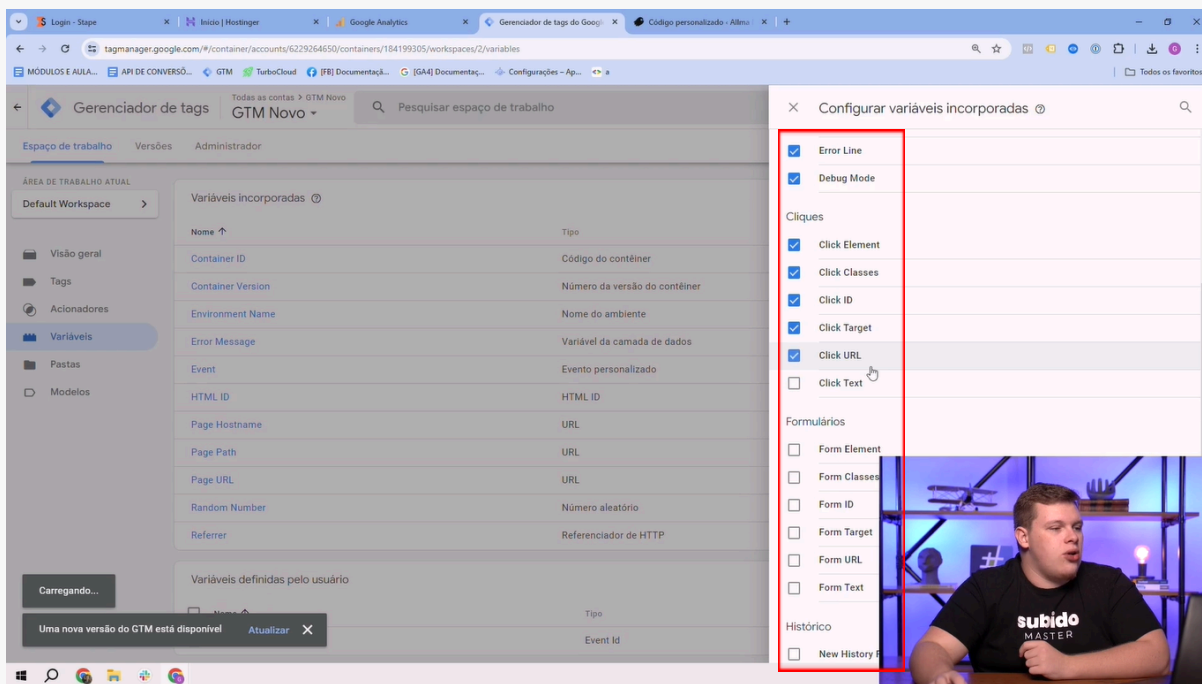 S Login - Stape
Início | Hostinger
Google Analytics
Gerenciador de tags do Googl
Código personalizado ‹ Allma
tagmanager.google.com/#/container/accounts/6229264650/containers/184199305/workspaces/2/variables
MÓDULOS E AULA...
API DE CONVERSÕ...
GTM
TurboCloud
[FB] Documentaçã...
[GA4] Documentaç...
Configurações – Ap...
a
Todos os favoritos
Gerenciador de tags
Todas as contas > GTM Novo
GTM Novo
Pesquisar espaço de trabalho
Espaço de trabalho
Versões
Administrador
ÁREA DE TRABALHO ATUAL
Default Workspace
Visão geral
Tags
Acionadores
Variáveis
Pastas
Modelos
Variáveis incorporadas
Nome ↑
Tipo
Container ID
Código do contêiner
Container Version
Número da versão do contêiner
Environment Name
Nome do ambiente
Error Message
Variável da camada de dados
Event
Evento personalizado
HTML ID
HTML ID
Page Hostname
URL
Page Path
URL
Page URL
URL
Random Number
Número aleatório
Referrer
Referenciador de HTTP
Variáveis definidas pelo usuário
Nome ↑
Tipo
Event Id
Carregando...
Uma nova versão do GTM está disponível
Atualizar
Configurar variáveis incorporadas
Error Line
Debug Mode
Cliques
Click Element
Click Classes
Click ID
Click Target
Click URL
Click Text
Formulários
Form Element
Form Classes
Form ID
Form Target
Form URL
Form Text
Histórico
New History F
#
subido
MASTER